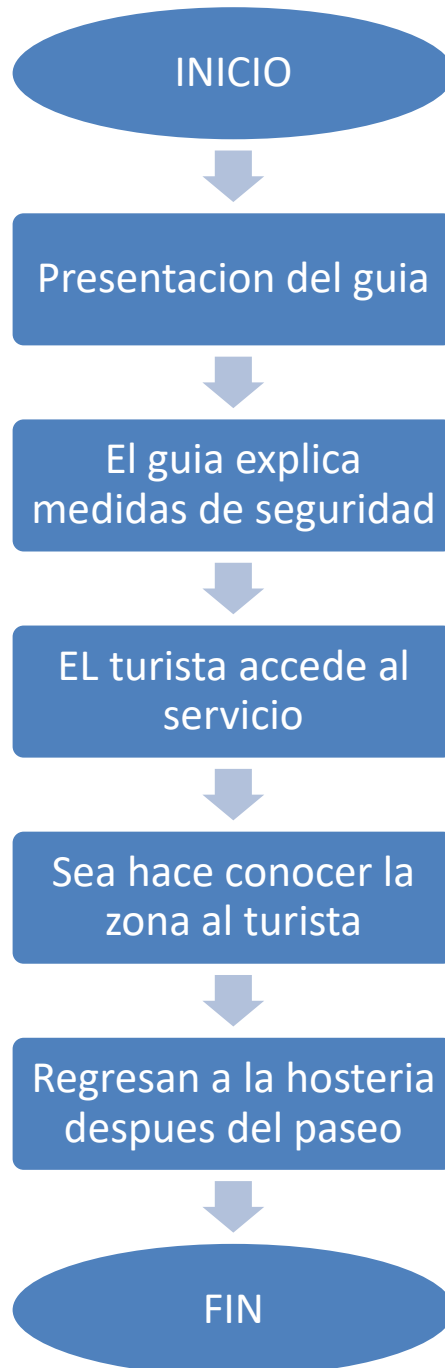 INICIO
Presentacion del guia
El guia explica
medidas de seguridad
EL turista accede al
servicio
Sea hace conocer la
zona al turista
Regresan a la hosteria
despues del paseo
FIN